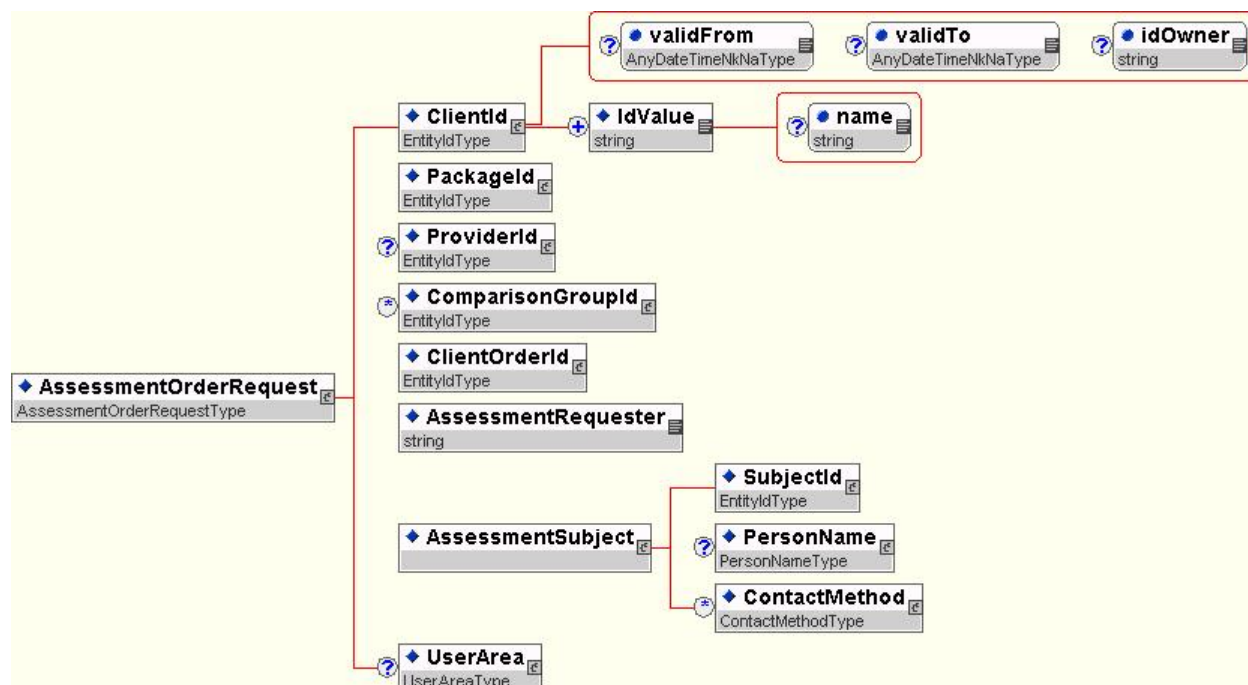 validFrom
AnyDateTimeNkNaType
validTo
AnyDateTimeNkNaType
idOwner
string
ClientId
EntityIdType
IdValue
string
name
string
PackageId
EntityIdType
ProviderId
EntityIdType
ComparisonGroupId
EntityIdType
ClientOrderId
EntityIdType
AssessmentOrderRequest
AssessmentOrderRequestType
AssessmentRequester
string
SubjectId
EntityIdType
AssessmentSubject
PersonName
PersonNameType
ContactMethod
ContactMethodType
UserArea
UserAreaType